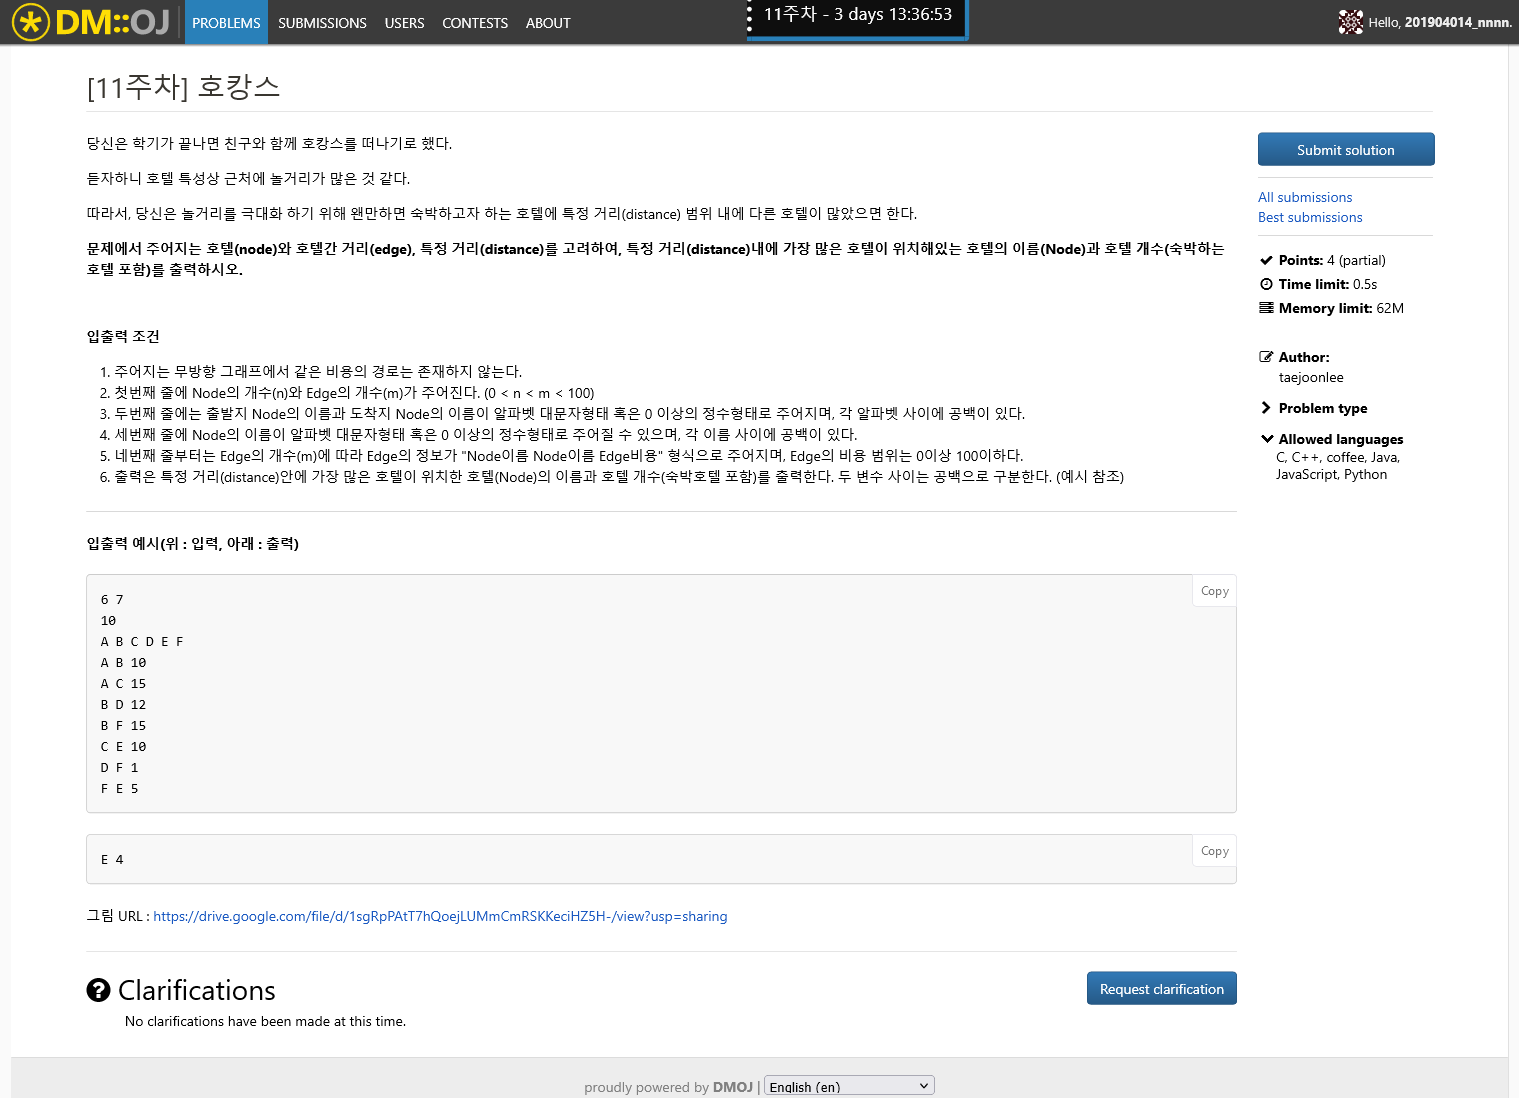 DM::OJ PROBLEMS SUBMISSIONS USERS CONTESTS ABOUT 11주차 - 3 days 13:36:53 Hello, 201904014_nnnn.
[11주차] 호캉스
당신은 학기가 끝나면 친구와 함께 호캉스를 떠나기로 했다.
듣자하니 호텔 특성상 근처에 놀거리가 많은 것 같다.
따라서, 당신은 놀거리를 극대화 하기 위해 왠만하면 숙박하고자 하는 호텔에 특정 거리(distance) 범위 내에 다른 호텔이 많았으면 한다.
문제에서 주어지는 호텔(node)와 호텔간 거리(edge), 특정 거리(distance)를 고려하여, 특정 거리(distance)내에 가장 많은 호텔이 위치해있는 호텔의 이름(Node)과 호텔 개수(숙박하는
호텔 포함)를 출력하시오.
입출력 조건
1. 주어지는 무방향 그래프에서 같은 비용의 경로는 존재하지 않는다.
2. 첫번째 줄에 Node의 개수(n)와 Edge의 개수(m)가 주어진다. (0 < n < m < 100)
3. 두번째 줄에는 출발지 Node의 이름과 도착지 Node의 이름이 알파벳 대문자형태 혹은 0 이상의 정수형태로 주어지며, 각 알파벳 사이에 공백이 있다.
4. 세번째 줄에 Node의 이름이 알파벳 대문자형태 혹은 0 이상의 정수형태로 주어질 수 있으며, 각 이름 사이에 공백이 있다.
5. 네번째 줄부터는 Edge의 개수(m)에 따라 Edge의 정보가 "Node이름 Node이름 Edge비용" 형식으로 주어지며, Edge의 비용 범위는 0이상 100이하다.
6. 출력은 특정 거리(distance)안에 가장 많은 호텔이 위치한 호텔(Node)의 이름과 호텔 개수(숙박호텔 포함)를 출력한다. 두 변수 사이는 공백으로 구분한다. (예시 참조)
입출력 예시(위 : 입력, 아래 : 출력)
Copy
6 7
10
A B C D E F
A B 10
A C 15
B D 12
B F 15
C E 10
D F 1
F E 5
Copy
E 4
그림 URL : https://drive.google.com/file/d/1sgRpPAtT7hQoejLUMmCmRSKKeciHZ5H-/view?usp=sharing
Clarifications
Request clarification
No clarifications have been made at this time.
Submit solution
All submissions
Best submissions
Points: 4 (partial)
Time limit: 0.5s
Memory limit: 62M
Author:
taejoonlee
Problem type
Allowed languages
C, C++, coffee, Java,
JavaScript, Python
proudly powered by DMOJ | English (en)